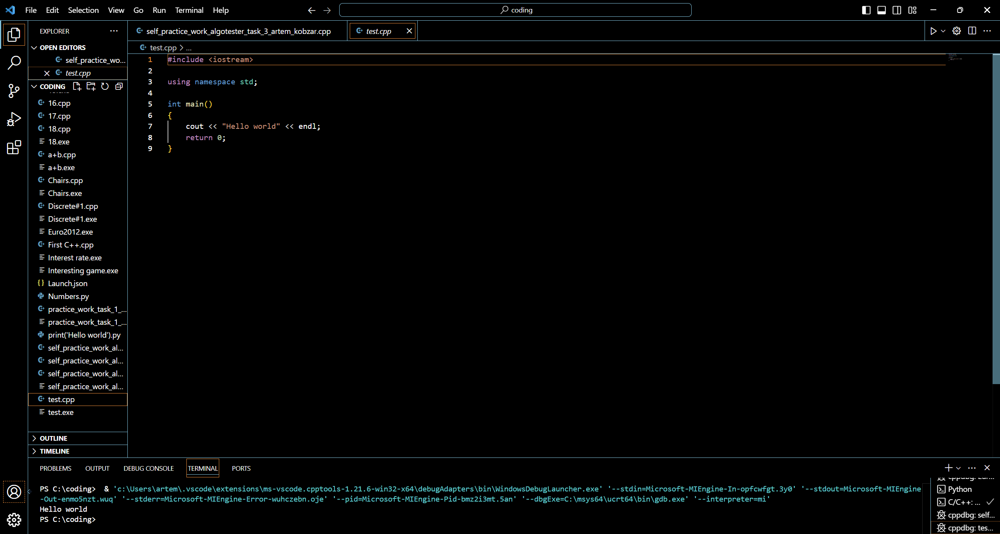 File Edit Selection View Go Run Terminal Help
coding
EXPLORER
OPEN EDITORS
self_practice_wo...
test.cpp
CODING
16.cpp
17.cpp
18.cpp
18.exe
a+b.cpp
a+b.exe
Chairs.cpp
Chairs.exe
Discrete#1.cpp
Discrete#1.exe
Euro2012.exe
First C++.cpp
Interest rate.exe
Interesting game.exe
Launch.json
Numbers.py
practice_work_task_1_...
practice_work_task_1_...
print('Hello world').py
self_practice_work_al...
self_practice_work_al...
self_practice_work_al...
self_practice_work_al...
test.cpp
test.exe
OUTLINE
TIMELINE
self_practice_work_algotester_task_3_artem_kobzar.cpp test.cpp
test.cpp > ...
1 #include <iostream>
2
3 using namespace std;
4
5 int main()
6 {
7 cout << "Hello world" << endl;
8 return 0;
9 }
PROBLEMS OUTPUT DEBUG CONSOLE TERMINAL PORTS
PS C:\coding> & 'c:\Users\artem\.vscode\extensions\ms-vscode.cpptools-1.21.6-win32-x64\debugAdapters\bin\WindowsDebugLauncher.exe' '--stdin=Microsoft-MIEngine-In-opfcwfgt.3y0' '--stdout=Microsoft-MIEngine
-Out-enmo5nzt.wuq' '--stderr=Microsoft-MIEngine-Error-wuhczebn.oje' '--pid=Microsoft-MIEngine-Pid-bmz2i3mt.5an' '--dbgExe=C:\msys64\ucrt64\bin\gdb.exe' '--interpreter=mi'
Hello world
PS C:\coding>
Python
C/C++: ...
cppdbg: self...
cppdbg: tes...